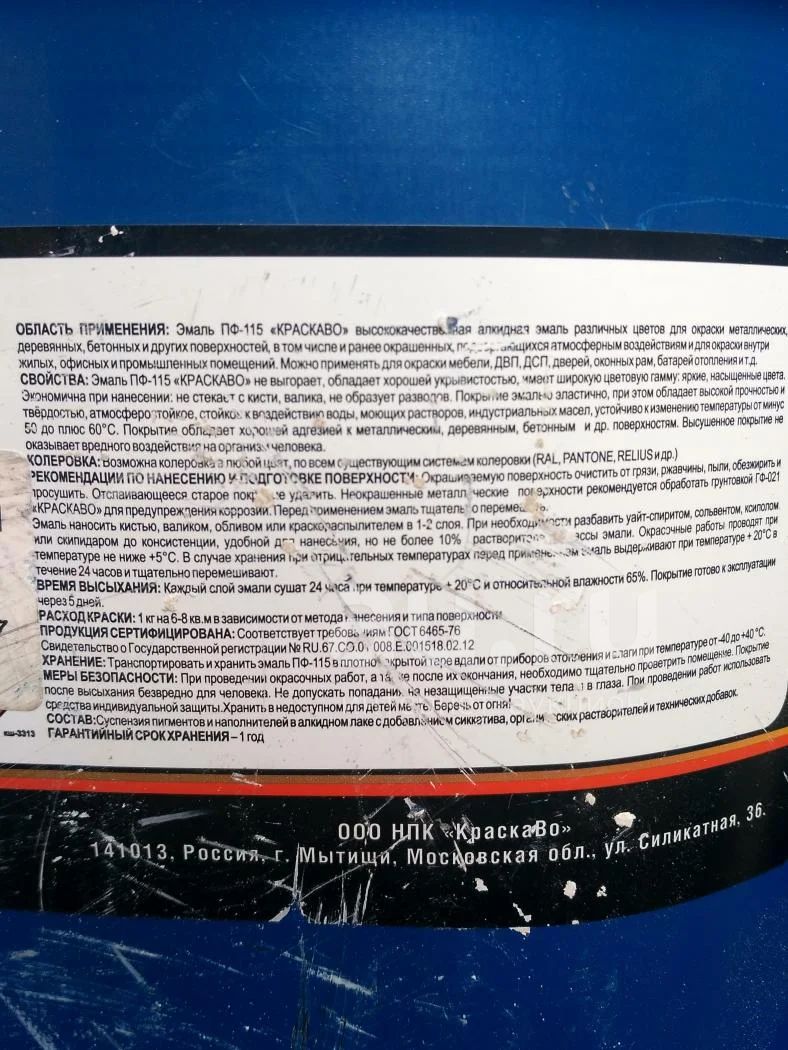 ОБЛАСТЬ ПРИМЕНЕНИЯ: Эмаль ПФ-115 «КРАСКАВО» высококачественная алкидная эмаль различных цветов для окраски металлических,
деревянных, бетонных и других поверхностей, в том числе и ранее окрашенных, подвергающихся атмосферным воздействиям и для окраски внутри
жилых, офисных и промышленных помещений. Можно применять для окраски мебели, ДВП, ДСП, дверей, оконных рам, батарей отопления и т.д.
СВОЙСТВА: Эмаль ПФ-115 «КРАСКАВО» не выгорает, обладает хорошей укрывистостью, имеет широкую цветовую гамму: яркие, насыщенные цвета.
Экономична при нанесении: не стекает с кисти, валика, не образует разводов. Покрытие эмалью эластично, при этом обладает высокой прочностью и
твёрдостью, атмосферостойкое, стойкое к воздействию воды, моющих растворов, индустриальных масел, устойчиво к изменению температуры от минус
50 до плюс 60°С. Покрытие обладает хорошей адгезией к металлическим, деревянным, бетонным и др. поверхностям. Высушенное покрытие не
оказывает вредного воздействия на организм человека.
КОЛЕРОВКА: Возможна колеровка в любой цвет, по всем существующим системам колеровки (RAL, PANTONE, RELIUS и др.)
РЕКОМЕНДАЦИИ ПО НАНЕСЕНИЮ И ПОДГОТОВКЕ ПОВЕРХНОСТИ: Окрашиваемую поверхность очистить от грязи, ржавчины, пыли, обезжирить и
просушить. Отслаивающееся старое покрытие удалить. Неокрашенные металлические поверхности рекомендуется обработать грунтовкой ГФ-021
«КРАСКАВО» для предупреждения коррозии. Перед применением эмаль тщательно перемешать.
Эмаль наносить кистью, валиком, обливом или краскораспылителем в 1-2 слоя. При необходимости разбавить уайт-спиритом, сольвентом, ксилолом
или скипидаром до консистенции, удобной для нанесения, но не более 10% растворителя массы эмали. Окрасочные работы проводят при
температуре не ниже +5°С. В случае хранения при отрицательных температурах перед применением эмаль выдерживают при температуре + 20°С в
течение 24 часов и тщательно перемешивают.
ВРЕМЯ ВЫСЫХАНИЯ: Каждый слой эмали сушат 24 часа при температуре + 20°С и относительной влажности 65%. Покрытие готово к эксплуатации
через 5 дней.
РАСХОД КРАСКИ: 1 кг на 6-8 кв.м в зависимости от метода нанесения и типа поверхности
ПРОДУКЦИЯ СЕРТИФИЦИРОВАНА: Соответствует требованиям ГОСТ 6465-76
Свидетельство о Государственной регистрации № RU.67.CO.0 008.E.001518.02.12
ХРАНЕНИЕ: Транспортировать и хранить эмаль ПФ-115 в плотно закрытой таре вдали от приборов отопления и влаги при температуре от -40 до +40°С.
МЕРЫ БЕЗОПАСНОСТИ: При проведении окрасочных работ, а также после их окончания, необходимо тщательно проветрить помещение. Покрытие
после высыхания безвредно для человека. Не допускать попадания на незащищенные участки тела и в глаза. При проведении работ использовать
средства индивидуальной защиты. Хранить в недоступном для детей месте. Беречь от огня!
СОСТАВ: Суспензия пигментов и наполнителей в алкидном лаке с добавлением сиккатива, органических растворителей и технических добавок.
КШ-3313 ГАРАНТИЙНЫЙ СРОК ХРАНЕНИЯ – 1 год
ООО НПК «КраскаВо»
141013, Россия, г. Мытищи, Московская обл., ул. Силикатная, 36.